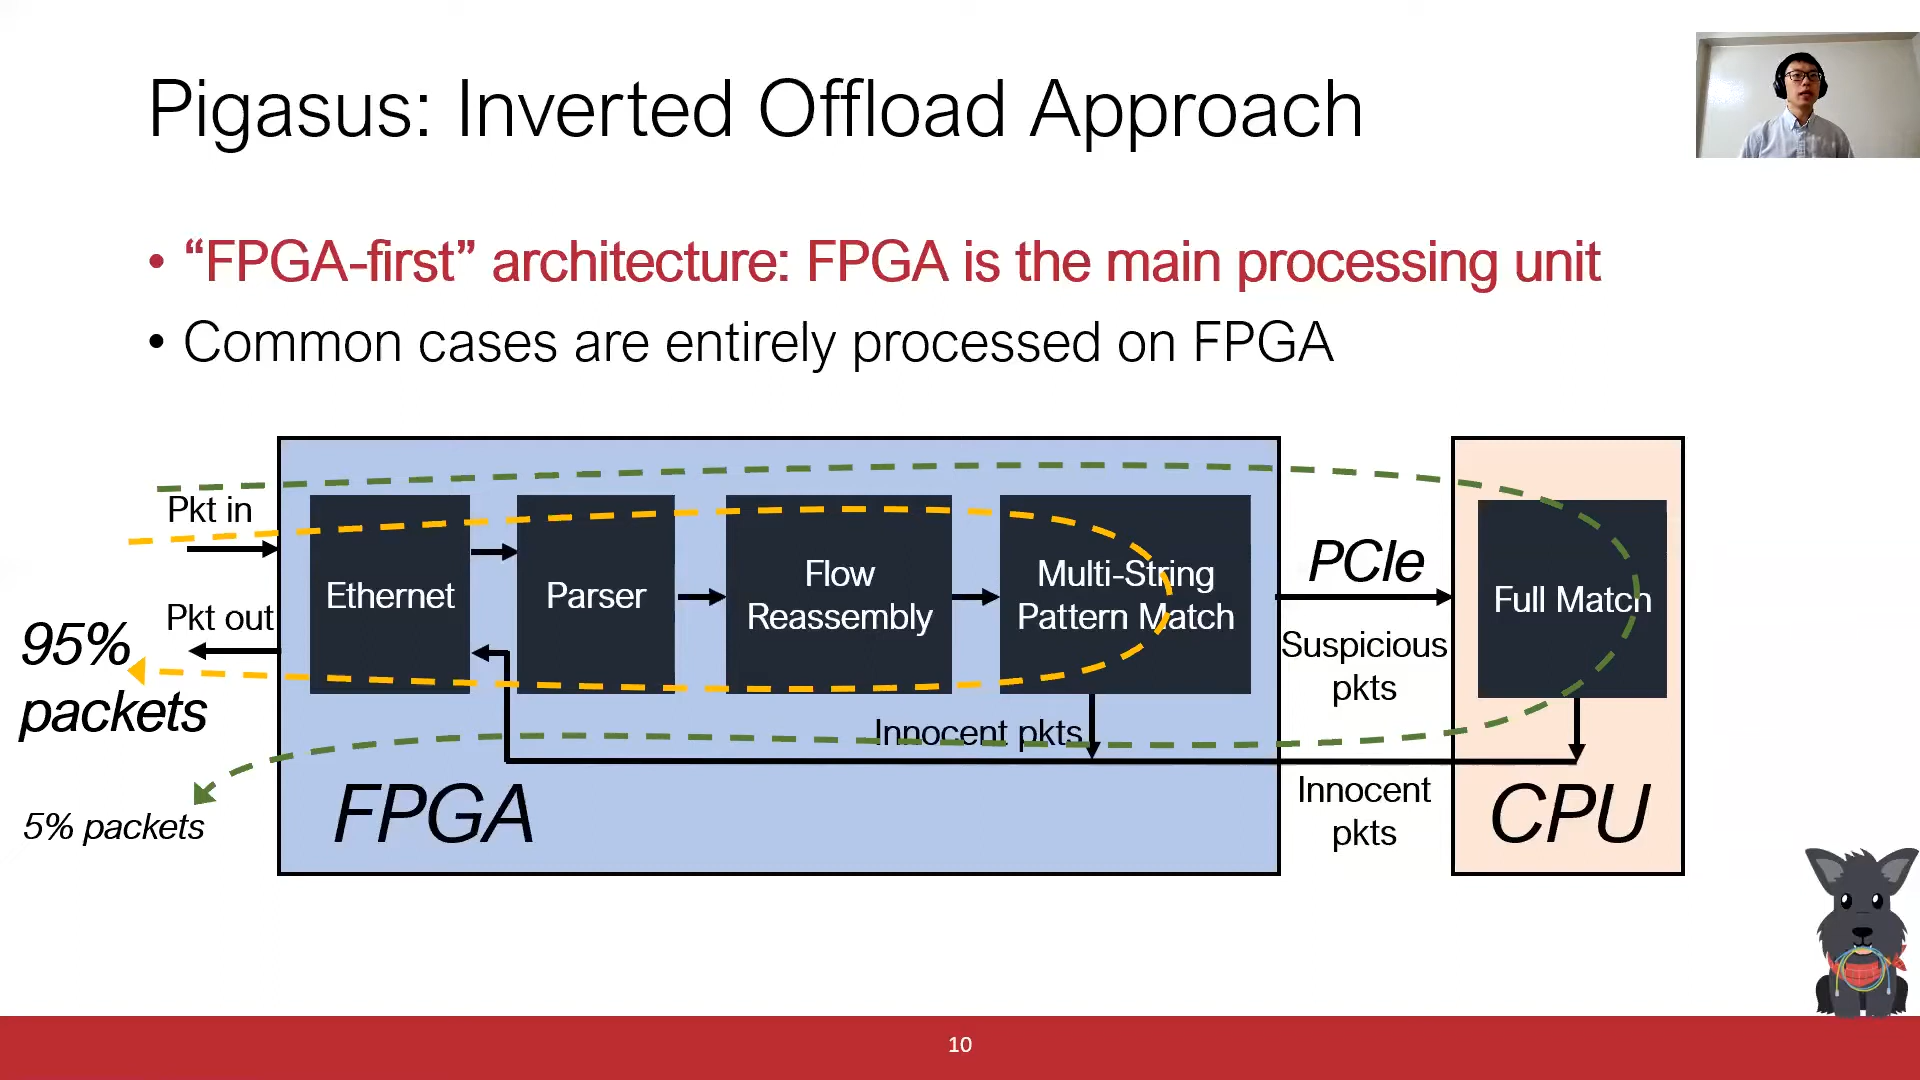 Pigasus: Inverted Offload Approach
• “FPGA-first” architecture: FPGA is the main processing unit
• Common cases are entirely processed on FPGA
Pkt in
Pkt out
95%
packets
5% packets
Ethernet
Parser
Flow
Reassembly
Multi-String
Pattern Match
Innocent pkts
FPGA
PCIe
Suspicious
pkts
Innocent
pkts
Full Match
CPU
10